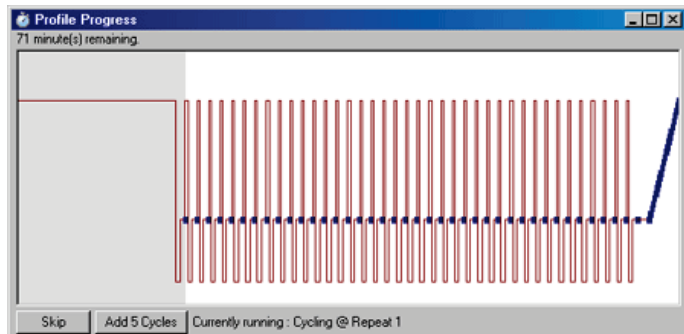 Profile Progress
71 minute(s) remaining.
Skip
Add 5 Cycles
Currently running : Cycling @ Repeat 1